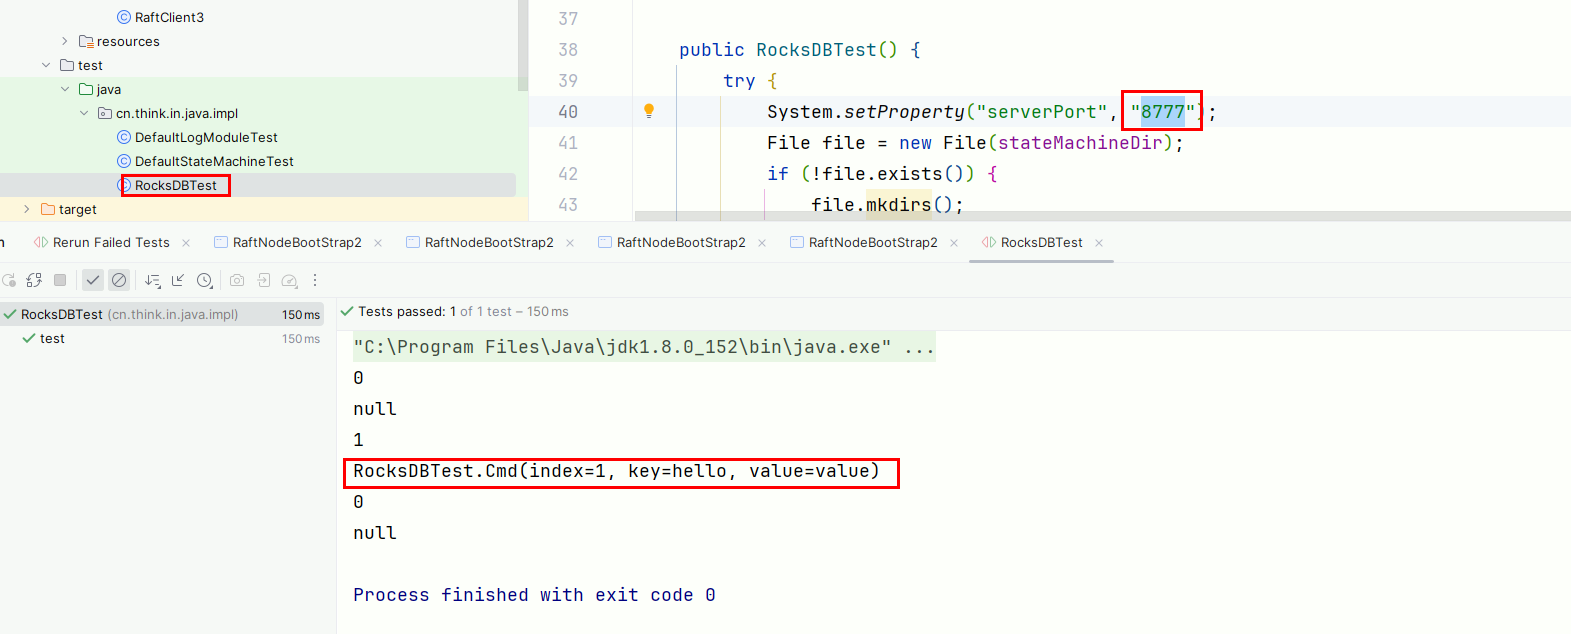 RaftClient3
resources
test
java
cn.think.in.java.impl
DefaultLogModuleTest
DefaultStateMachineTest
RocksDBTest
target
37
38 public RocksDBTest() {
39 try {
40 System.setProperty("serverPort", "8777");
41 File file = new File(stateMachineDir);
42 if (!file.exists()) {
43 file.mkdirs();
n Rerun Failed Tests × RaftNodeBootStrap2 × RaftNodeBootStrap2 × RaftNodeBootStrap2 × RaftNodeBootStrap2 × RocksDBTest ×
RocksDBTest (cn.think.in.java.impl) 150 ms
test 150 ms
Tests passed: 1 of 1 test – 150 ms
"C:\Program Files\Java\jdk1.8.0_152\bin\java.exe" ...
0
null
1
RocksDBTest.Cmd(index=1, key=hello, value=value)
0
null
Process finished with exit code 0